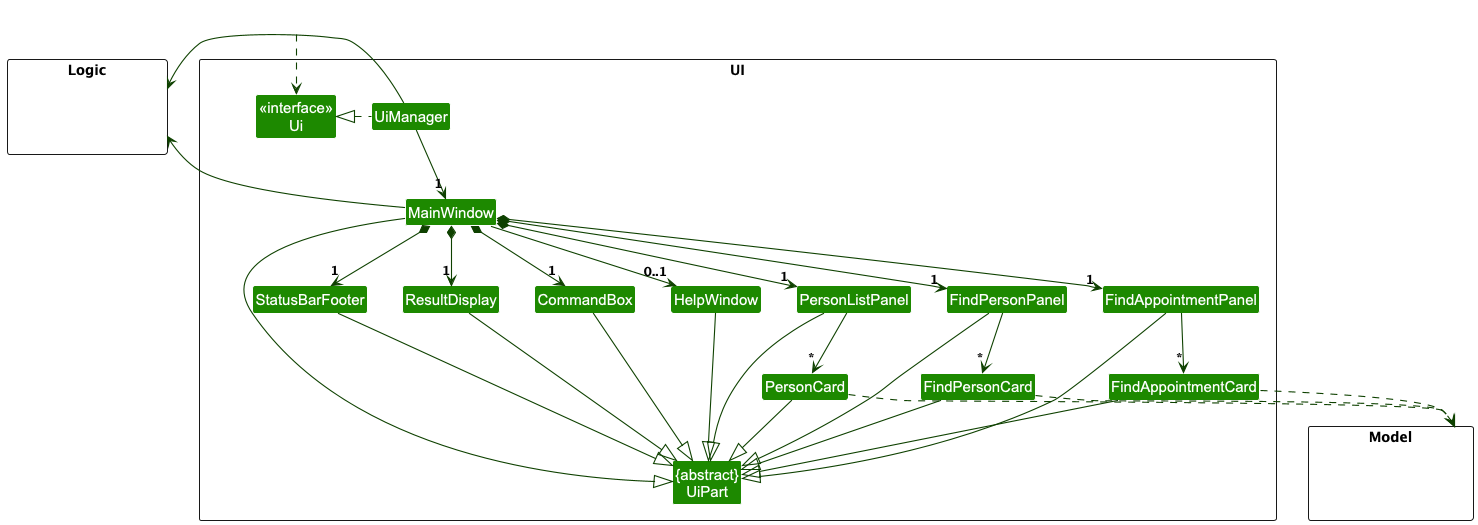 Logic
UI
«interface»
Ui
UiManager
1
MainWindow
1
1
1
0..1
1
1
1
StatusBarFooter
ResultDisplay
CommandBox
HelpWindow
PersonListPanel
FindPersonPanel
FindAppointmentPanel
*
*
*
PersonCard
FindPersonCard
FindAppointmentCard
Model
{abstract}
UiPart